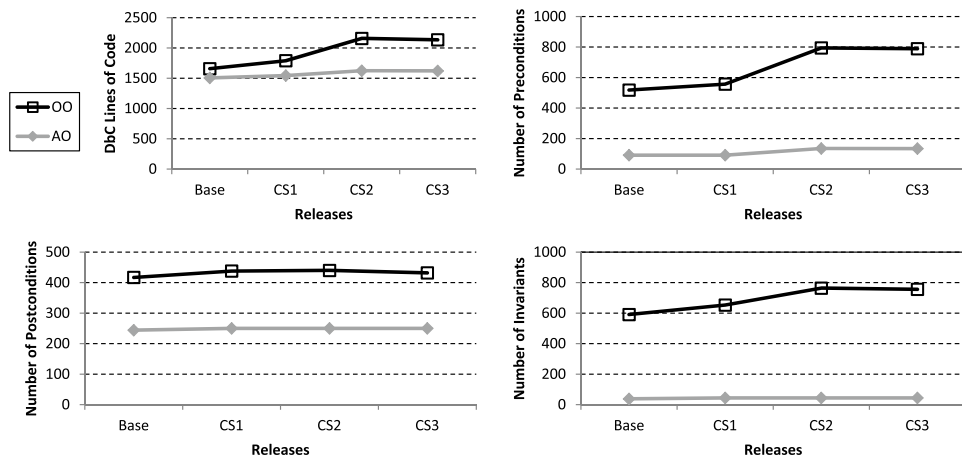 OO
AO
DbC Lines of Code
2500
2000
1500
1000
500
0
Base CS1 CS2 CS3
Releases
Number of Preconditions
1000
800
600
400
200
0
Base CS1 CS2 CS3
Releases
Number of Postconditions
500
400
300
200
100
0
Base CS1 CS2 CS3
Releases
Number of Invariants
1000
800
600
400
200
0
Base CS1 CS2 CS3
Releases